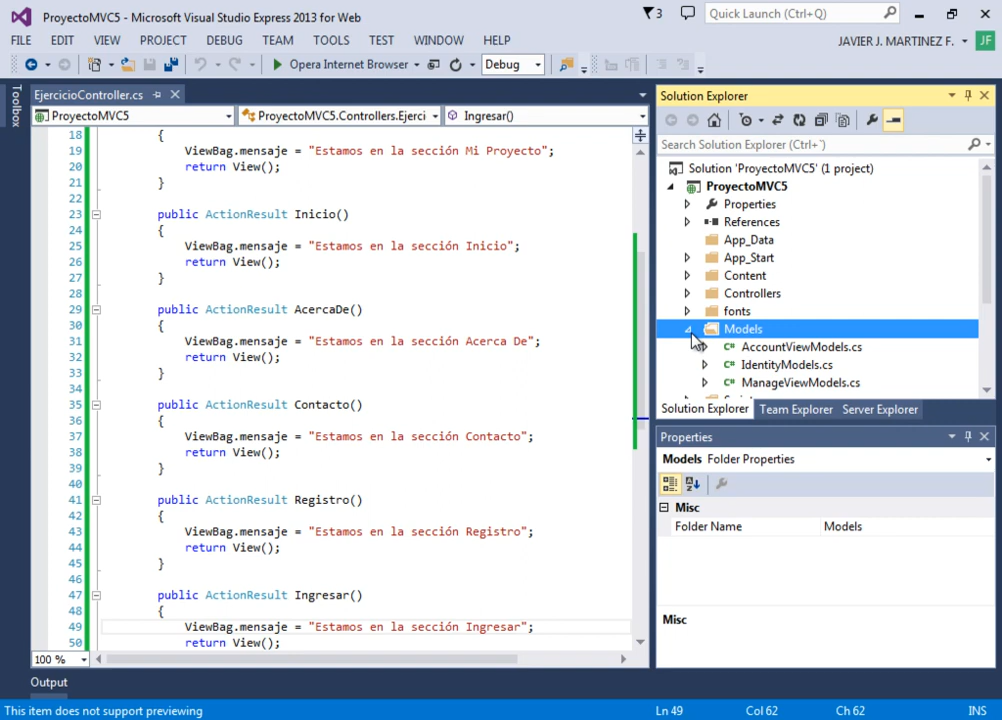 ProyectoMVC5 - Microsoft Visual Studio Express 2013 for Web
3
Quick Launch (Ctrl+Q)
FILE EDIT VIEW PROJECT DEBUG TEAM TOOLS TEST WINDOW HELP
JAVIER J. MARTINEZ F. JF
Opera Internet Browser Debug
Toolbox
EjercicioController.cs
ProyectoMVC5 ProyectoMVC5.Controllers.Ejerci Ingresar()
18 {
19 ViewBag.mensaje = "Estamos en la sección Mi Proyecto";
20 return View();
21 }
22
23 public ActionResult Inicio()
24 {
25 ViewBag.mensaje = "Estamos en la sección Inicio";
26 return View();
27 }
28
29 public ActionResult AcercaDe()
30 {
31 ViewBag.mensaje = "Estamos en la sección Acerca De";
32 return View();
33 }
34
35 public ActionResult Contacto()
36 {
37 ViewBag.mensaje = "Estamos en la sección Contacto";
38 return View();
39 }
40
41 public ActionResult Registro()
42 {
43 ViewBag.mensaje = "Estamos en la sección Registro";
44 return View();
45 }
46
47 public ActionResult Ingresar()
48 {
49 ViewBag.mensaje = "Estamos en la sección Ingresar";
50 return View();
100 %
Solution Explorer
Search Solution Explorer (Ctrl+´)
Solution 'ProyectoMVC5' (1 project)
ProyectoMVC5
Properties
References
App_Data
App_Start
Content
Controllers
fonts
Models
C# AccountViewModels.cs
C# IdentityModels.cs
C# ManageViewModels.cs
Solution Explorer Team Explorer Server Explorer
Properties
Models Folder Properties
Misc
Folder Name Models
Misc
Output
This item does not support previewing Ln 49 Col 62 Ch 62 INS